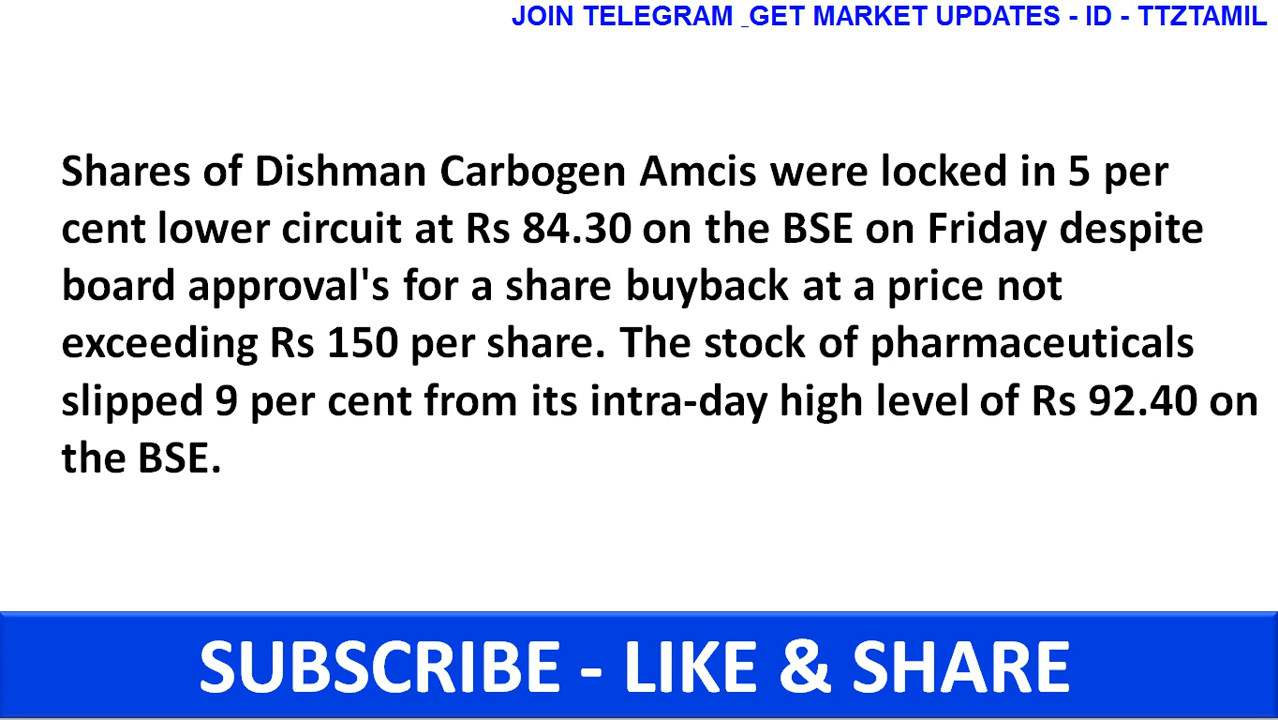 JOIN TELEGRAM _GET MARKET UPDATES - ID - TTZTAMIL
Shares of Dishman Carbogen Amcis were locked in 5 per
cent lower circuit at Rs 84.30 on the BSE on Friday despite
board approval's for a share buyback at a price not
exceeding Rs 150 per share. The stock of pharmaceuticals
slipped 9 per cent from its intra-day high level of Rs 92.40 on
the BSE.
SUBSCRIBE - LIKE & SHARE